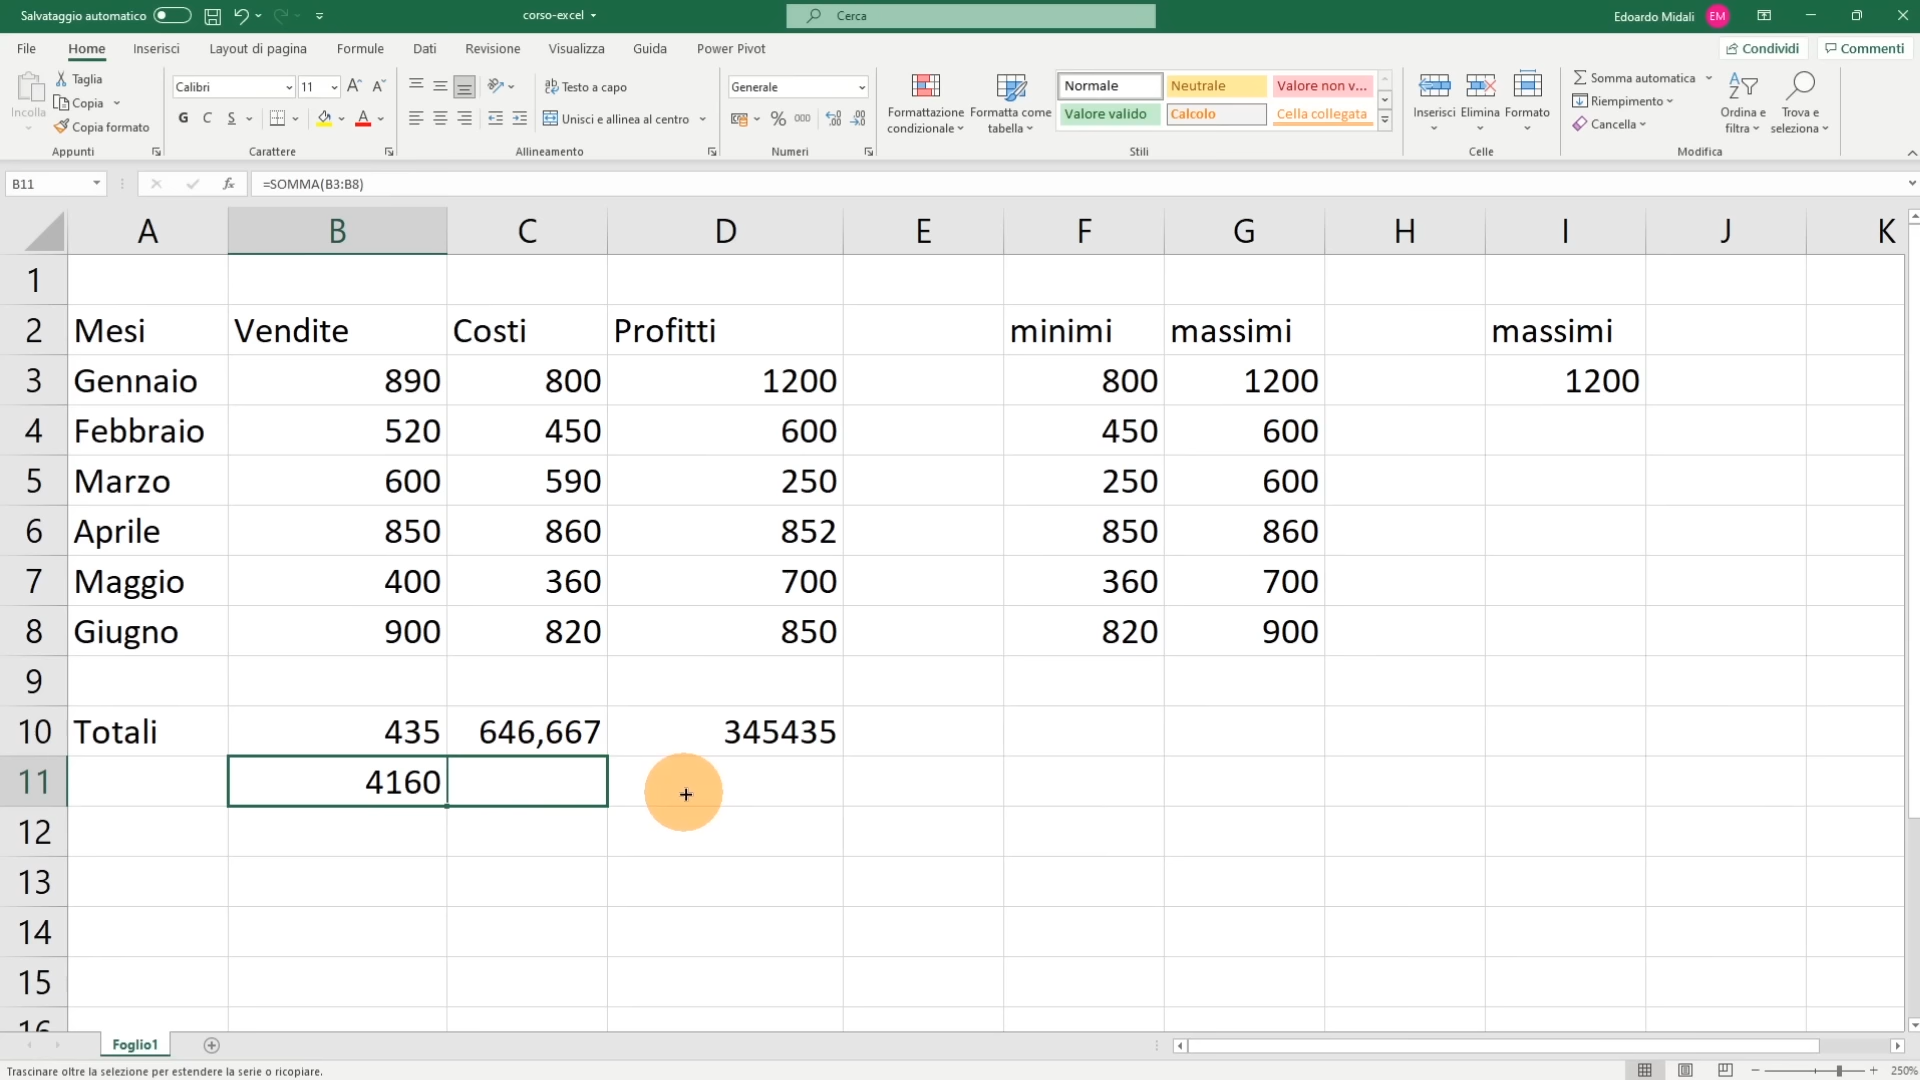 Salvataggio automatico
corso-excel
Cerca
Edoardo Midali EM
File Home Inserisci Layout di pagina Formule Dati Revisione Visualizza Guida Power Pivot
Condividi Commenti
Incolla
Taglia
Copia
Copia formato
Appunti
Calibri 11
G C S
Carattere
Testo a capo
Unisci e allinea al centro
Allineamento
Generale
% 000
Numeri
Formattazione condizionale
Formatta come tabella
Normale Neutrale Valore non v...
Valore valido Calcolo Cella collegata
Stili
Inserisci Elimina Formato
Celle
Somma automatica
Riempimento
Cancella
Ordina e filtra
Trova e seleziona
Modifica
B11 fx =SOMMA(B3:B8)
A B C D E F G H I J K
1
2 Mesi Vendite Costi Profitti minimi massimi massimi
3 Gennaio 890 800 1200 800 1200 1200
4 Febbraio 520 450 600 450 600
5 Marzo 600 590 250 250 600
6 Aprile 850 860 852 850 860
7 Maggio 400 360 700 360 700
8 Giugno 900 820 850 820 900
9
10 Totali 435 646,667 345435
11 4160
12
13
14
15
16
Foglio1
Trascinare oltre la selezione per estendere la serie o ricopiare.
250%